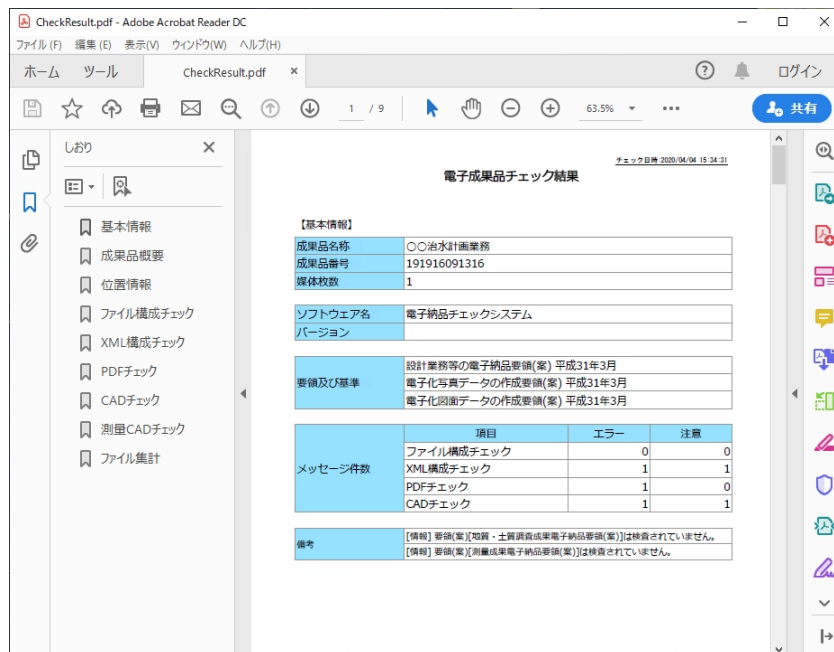 CheckResult.pdf - Adobe Acrobat Reader DC
ファイル(F) 編集(E) 表示(V) ウィンドウ(W) ヘルプ(H)
ホーム ツール CheckResult.pdf × ログイン
1 / 9 63.5% 共有
しおり
基本情報
成果品概要
位置情報
ファイル構成チェック
XML構成チェック
PDFチェック
CADチェック
測量CADチェック
ファイル集計
チェック日時:2020/04/04 15:34:31
電子成果品チェック結果
【基本情報】
成果品名称 〇〇治水計画業務
成果品番号 191916091316
媒体枚数 1
ソフトウェア名 電子納品チェックシステム
バージョン
要領及び基準
設計業務等の電子納品要領(案) 平成31年3月
電子化写真データの作成要領(案) 平成31年3月
電子化図面データの作成要領(案) 平成31年3月
メッセージ件数
項目 エラー 注意
ファイル構成チェック 0 0
XML構成チェック 1 1
PDFチェック 1 0
CADチェック 1 1
備考
[情報] 要領(案)[地質・土質調査成果電子納品要領(案)]は検査されていません。
[情報] 要領(案)[測量成果電子納品要領(案)]は検査されていません。